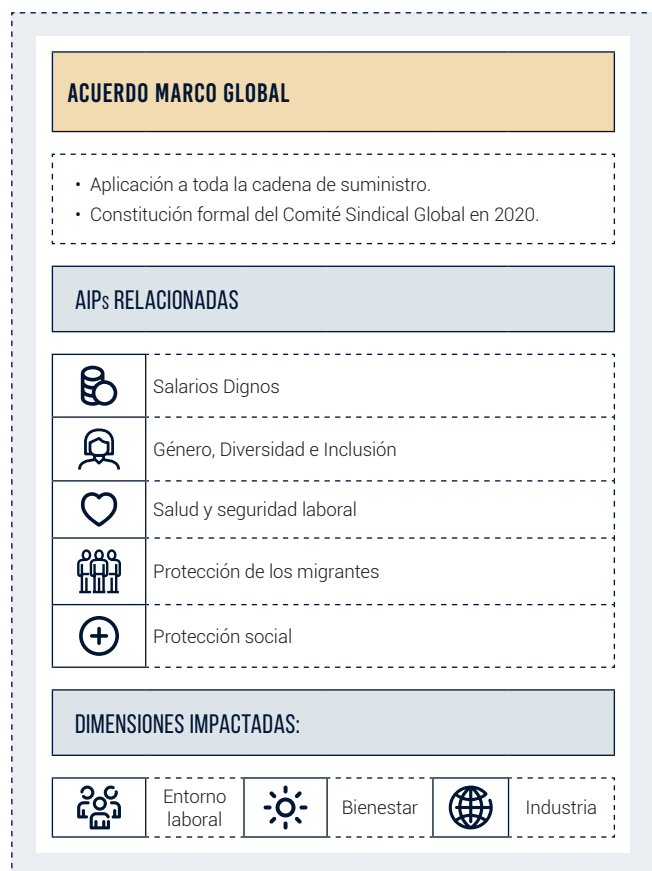 ACUERDO MARCO GLOBAL
• Aplicación a toda la cadena de suministro.
• Constitución formal del Comité Sindical Global en 2020.
AIPs RELACIONADAS
Salarios Dignos
Género, Diversidad e Inclusión
Salud y seguridad laboral
Protección de los migrantes
Protección social
DIMENSIONES IMPACTADAS:
Entorno
laboral
Bienestar
Industria